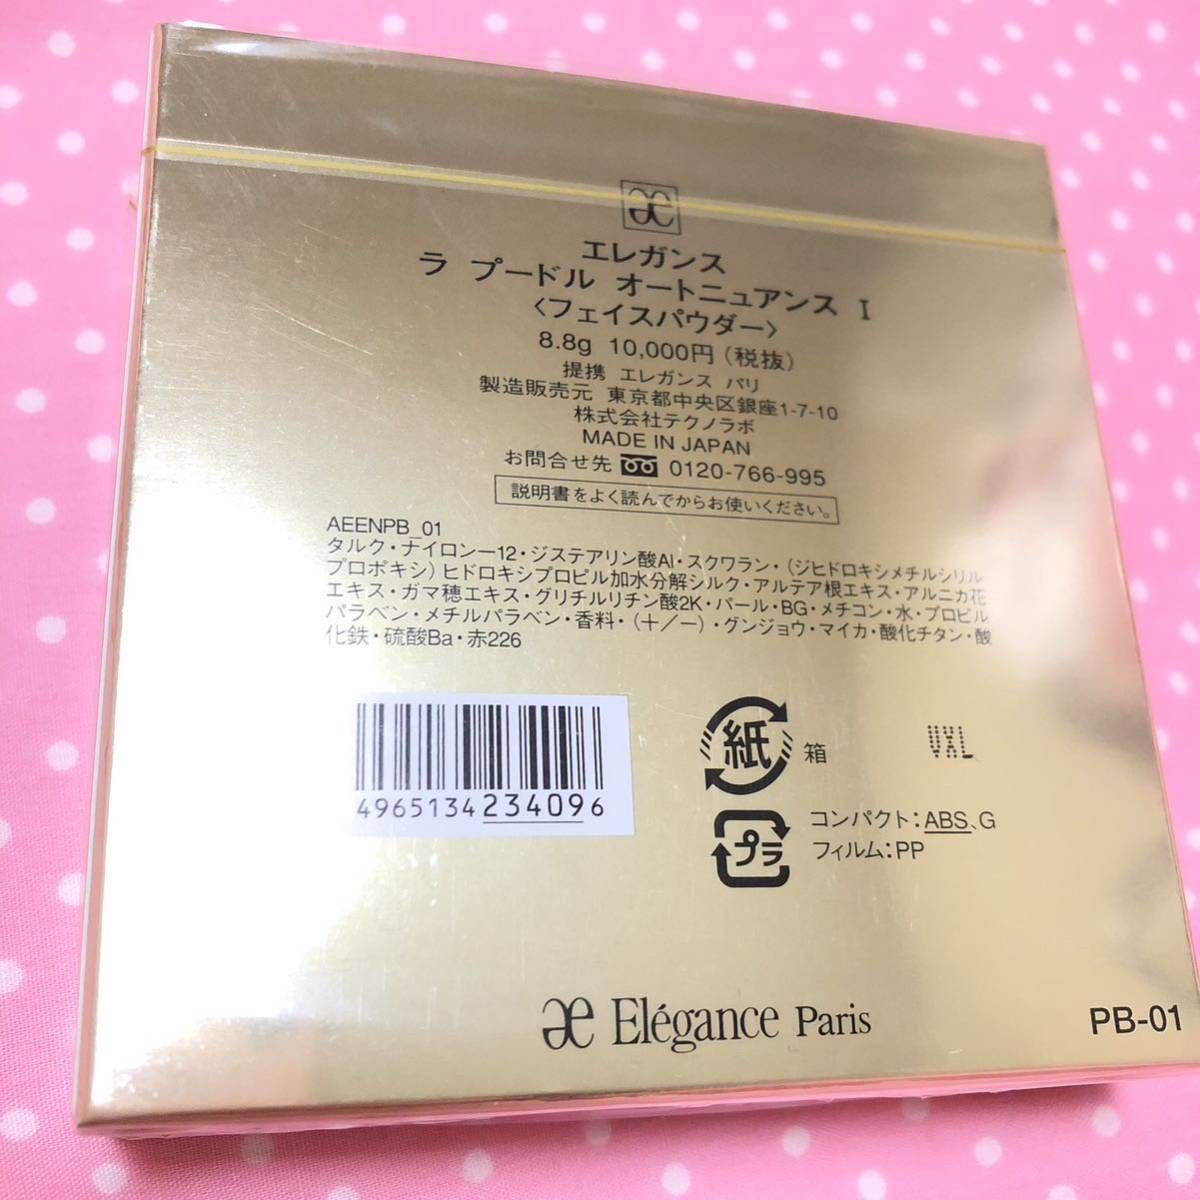 æ
エレガンス
ラ プードル オートニュアンス I
〈フェイスパウダー〉
8.8g 10,000円(税抜)
提携 エレガンス パリ
製造販売元 東京都中央区銀座1-7-10
株式会社テクノラボ
MADE IN JAPAN
お問合せ先 0120-766-995
説明書をよく読んでからお使いください。
AEENPB_01
タルク・ナイロン−12・ジステアリン酸Al・スクワラン・(ジヒドロキシメチルシリル
プロポキシ)ヒドロキシプロピル加水分解シルク・アルテア根エキス・アルニカ花
エキス・ガマ穂エキス・グリチルリチン酸2K・パール・BG・メチコン・水・プロピル
パラベン・メチルパラベン・香料・(+/−)・グンジョウ・マイカ・酸化チタン・酸
化鉄・硫酸Ba・赤226
4965134234096
紙 箱
VXL
プラ コンパクト:ABS、G
フィルム:PP
æ Elégance Paris
PB-01